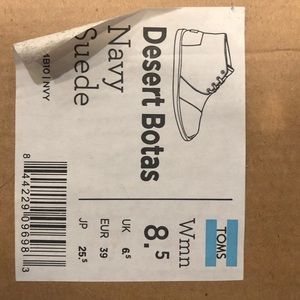 Desert Botas
Navy
Suede
4B10 | NVY
TOMS
Wmn
8.5
UK 6.5
EUR 39
JP 25.5
8 44229 09698 3